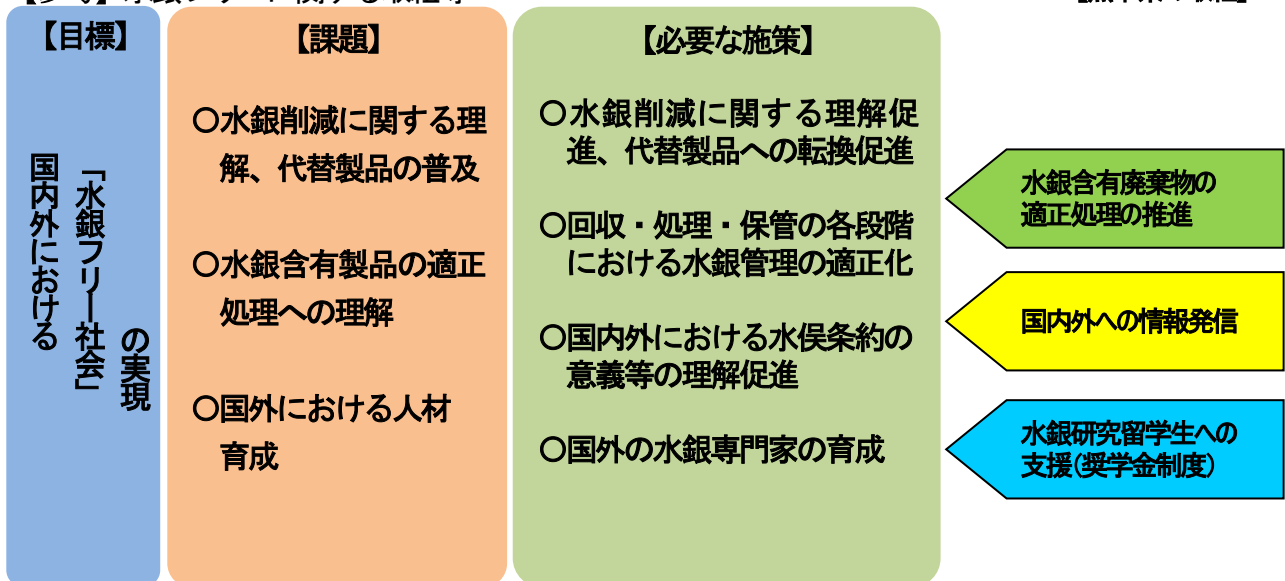 【目標】
国内外における
「水銀フリー社会」
の実現
【課題】
〇水銀削減に関する理
解、代替製品の普及
〇水銀含有製品の適正
処理への理解
〇国外における人材
育成
【必要な施策】
〇水銀削減に関する理解促
進、代替製品への転換促進
〇回収・処理・保管の各段階
における水銀管理の適正化
〇国内外における水俣条約の
意義等の理解促進
〇国外の水銀専門家の育成
水銀含有廃棄物の
適正処理の推進
国内外への情報発信
水銀研究留学生への
支援(奨学金制度)